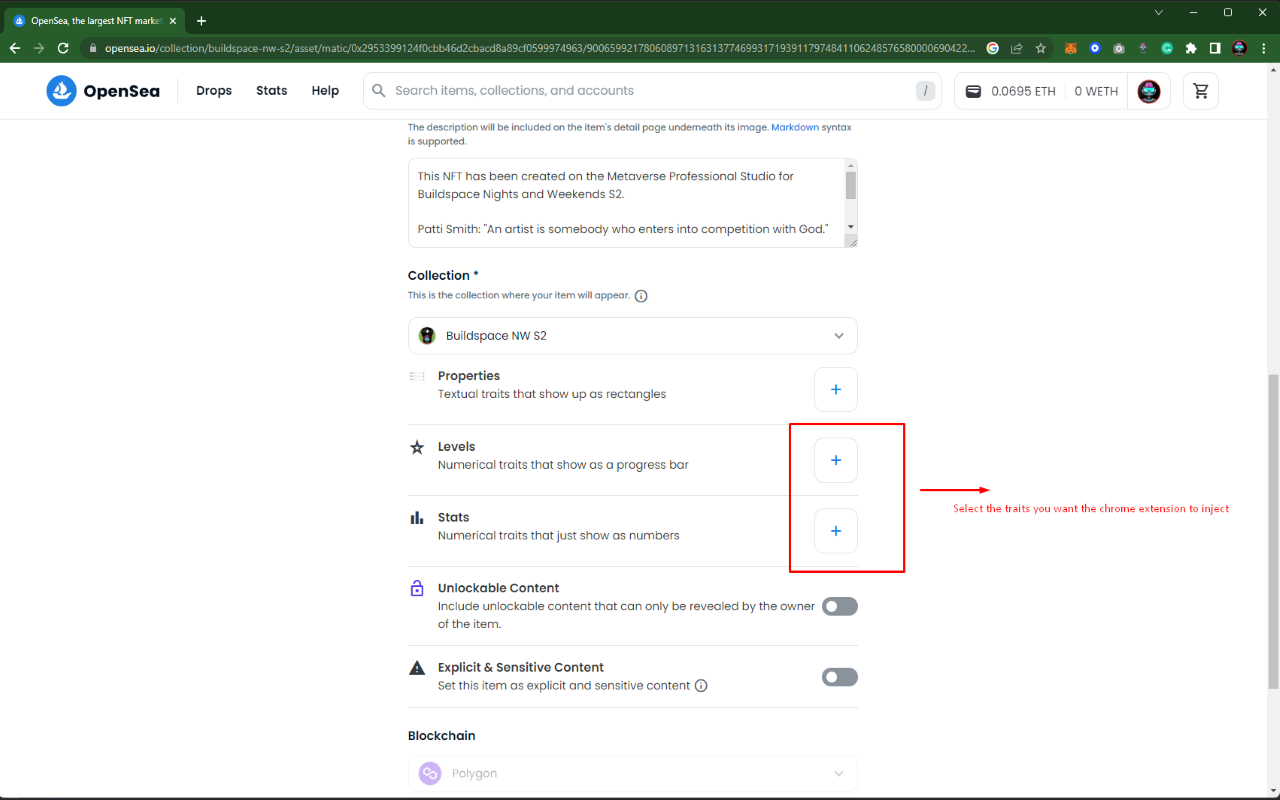 OpenSea, the largest NFT market
opensea.io/collection/buildspace-nw-s2/asset/matic/0x2953399124f0cbb46d2cbacd8a89cf0599974963/90065992178060897131631377469931719391179748411062485765800006904 22...
OpenSea
Drops
Stats
Help
Search items, collections, and accounts
/
0.0695 ETH
0 WETH
The description will be included on the item's detail page underneath its image. Markdown syntax
is supported.
This NFT has been created on the Metaverse Professional Studio for
Buildspace Nights and Weekends S2.
Patti Smith: "An artist is somebody who enters into competition with God."
Collection *
This is the collection where your item will appear.
Buildspace NW S2
Properties
Textual traits that show up as rectangles
Levels
Numerical traits that show as a progress bar
Select the traits you want the chrome extension to inject
Stats
Numerical traits that just show as numbers
Unlockable Content
Include unlockable content that can only be revealed by the owner
of the item.
Explicit & Sensitive Content
Set this item as explicit and sensitive content
Blockchain
Polygon